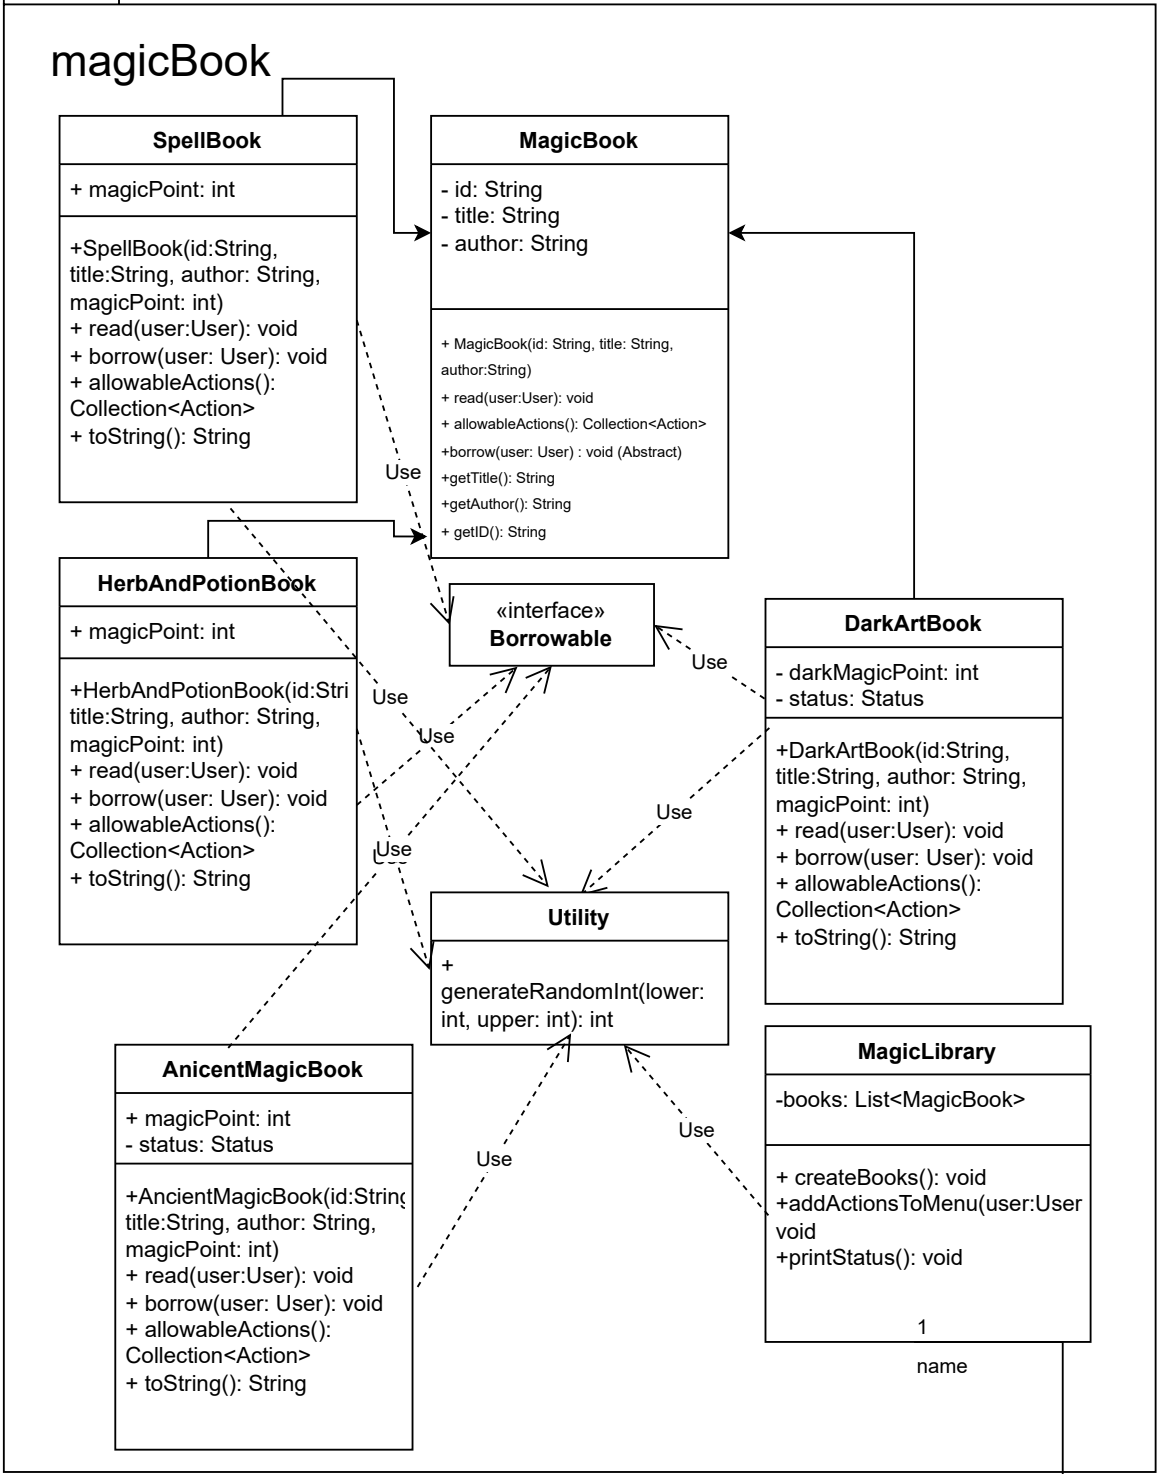 magicBook
SpellBook
+ magicPoint: int
+SpellBook(id:String,
title:String, author: String,
magicPoint: int)
+ read(user:User): void
+ borrow(user: User): void
+ allowableActions():
Collection<Action>
+ toString(): String
MagicBook
- id: String
- title: String
- author: String
+ MagicBook(id: String, title: String,
author:String)
+ read(user:User): void
+ allowableActions(): Collection<Action>
+borrow(user: User) : void (Abstract)
+getTitle(): String
+getAuthor(): String
+ getID(): String
Use
HerbAndPotionBook
+ magicPoint: int
+HerbAndPotionBook(id:Stri
title:String, author: String,
magicPoint: int)
+ read(user:User): void
+ borrow(user: User): void
+ allowableActions():
Collection<Action>
+ toString(): String
«interface»
Borrowable
Use
Use
Use
Use
Use
Use
DarkArtBook
- darkMagicPoint: int
- status: Status
+DarkArtBook(id:String,
title:String, author: String,
magicPoint: int)
+ read(user:User): void
+ borrow(user: User): void
+ allowableActions():
Collection<Action>
+ toString(): String
Utility
+
generateRandomInt(lower:
int, upper: int): int
AnicentMagicBook
+ magicPoint: int
- status: Status
+AncientMagicBook(id:String
title:String, author: String,
magicPoint: int)
+ read(user:User): void
+ borrow(user: User): void
+ allowableActions():
Collection<Action>
+ toString(): String
Use
Use
MagicLibrary
-books: List<MagicBook>
+ createBooks(): void
+addActionsToMenu(user:User
void
+printStatus(): void
1
name